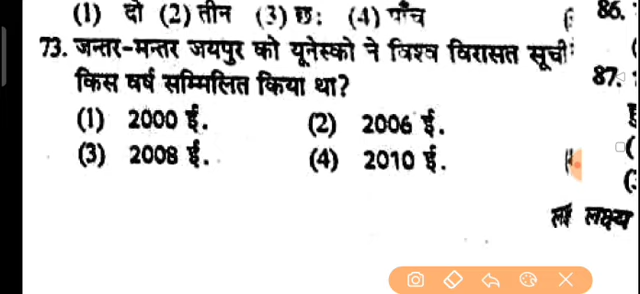 (1) दो (2) तीन (3) छः (4) पाँच
86.
73. जन्तर-मन्तर जयपुर को यूनेस्को ने विश्व विरासत सूची
किस वर्ष सम्मिलित किया था?
87.
(1) 2000 ई.
(2) 2006 ई.
(3) 2008 ई.
(4) 2010 ई.
लक्ष्य